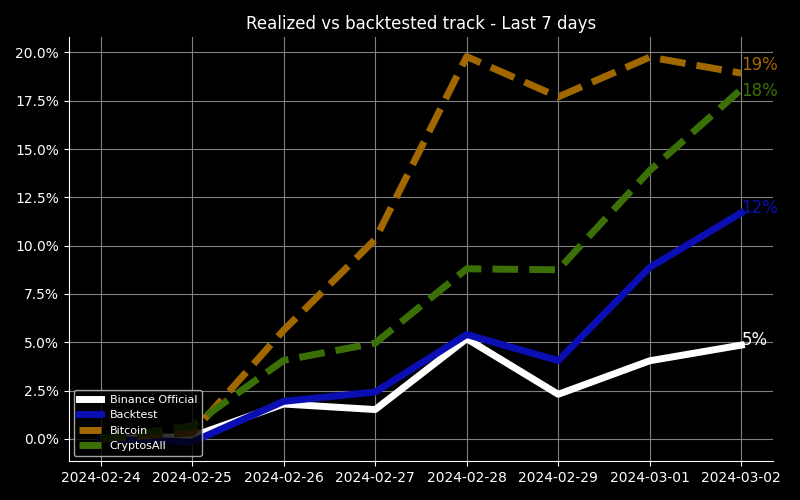 Realized vs backtested track - Last 7 days
20.0%
17.5%
15.0%
12.5%
10.0%
7.5%
5.0%
2.5%
0.0%
19%
18%
12%
5%
Binance Official
Backtest
Bitcoin
CryptosAll
2024-02-24 2024-02-25 2024-02-26 2024-02-27 2024-02-28 2024-02-29 2024-03-01 2024-03-02